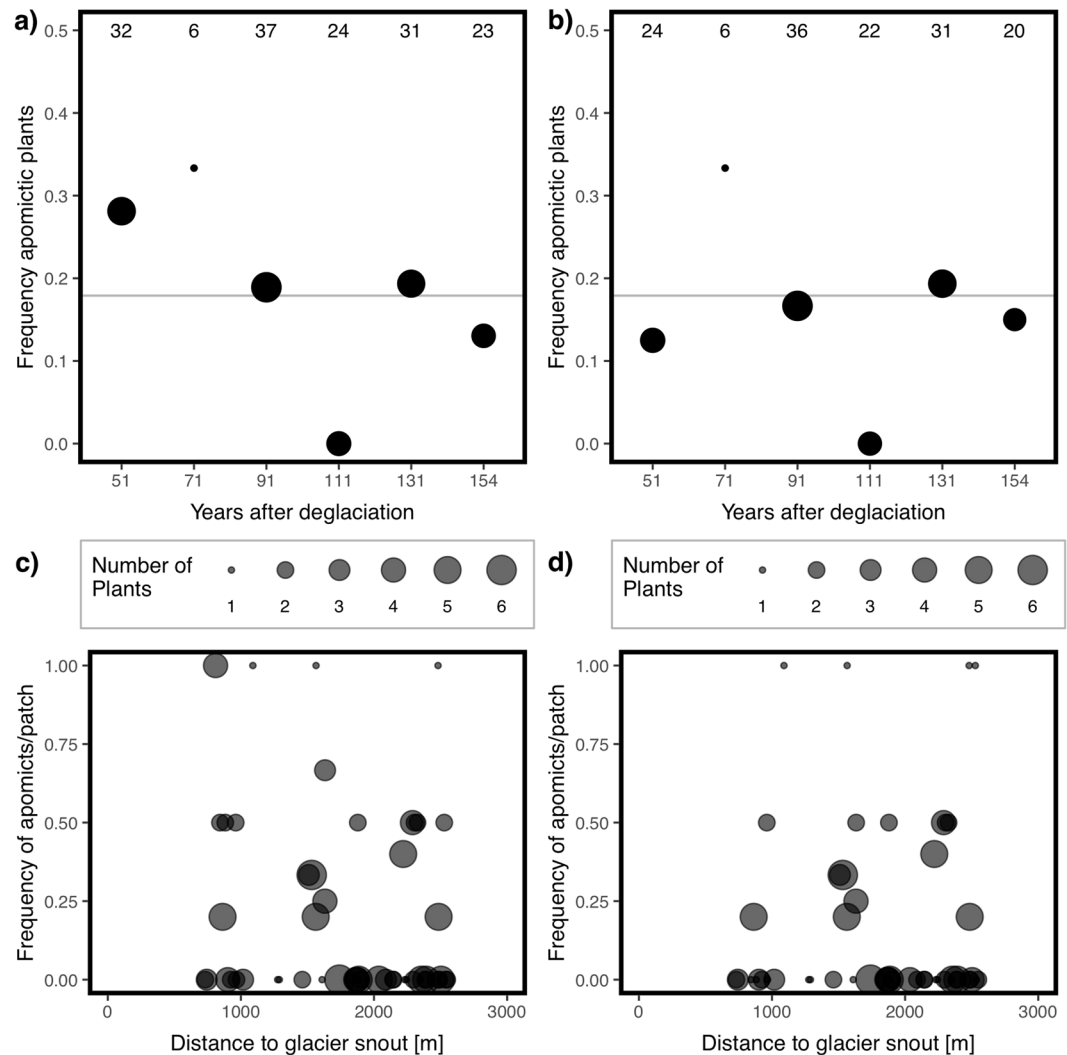 a)
32 6 37 24 31 23
0.5
0.4
0.3
0.2
0.1
0.0
Frequency apomictic plants
51 71 91 111 131 154
Years after deglaciation
b)
24 6 36 22 31 20
0.5
0.4
0.3
0.2
0.1
0.0
Frequency apomictic plants
51 71 91 111 131 154
Years after deglaciation
c)
Number of
Plants
1 2 3 4 5 6
1.00
0.75
0.50
0.25
0.00
Frequency of apomicts/patch
0 1000 2000 3000
Distance to glacier snout [m]
d)
Number of
Plants
1 2 3 4 5 6
1.00
0.75
0.50
0.25
0.00
Frequency of apomicts/patch
0 1000 2000 3000
Distance to glacier snout [m]